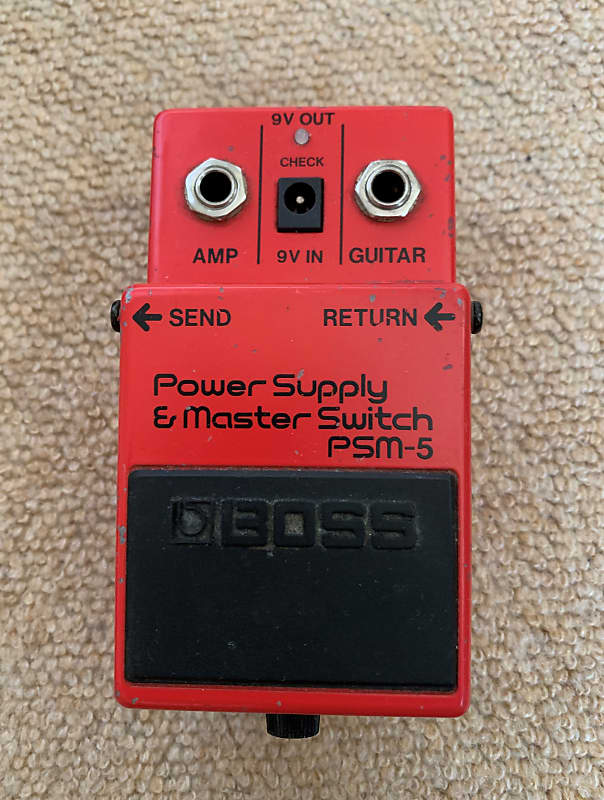 9V OUT
CHECK
AMP
9V IN
GUITAR
SEND
RETURN
Power Supply
& Master Switch
PSM-5
BOSS